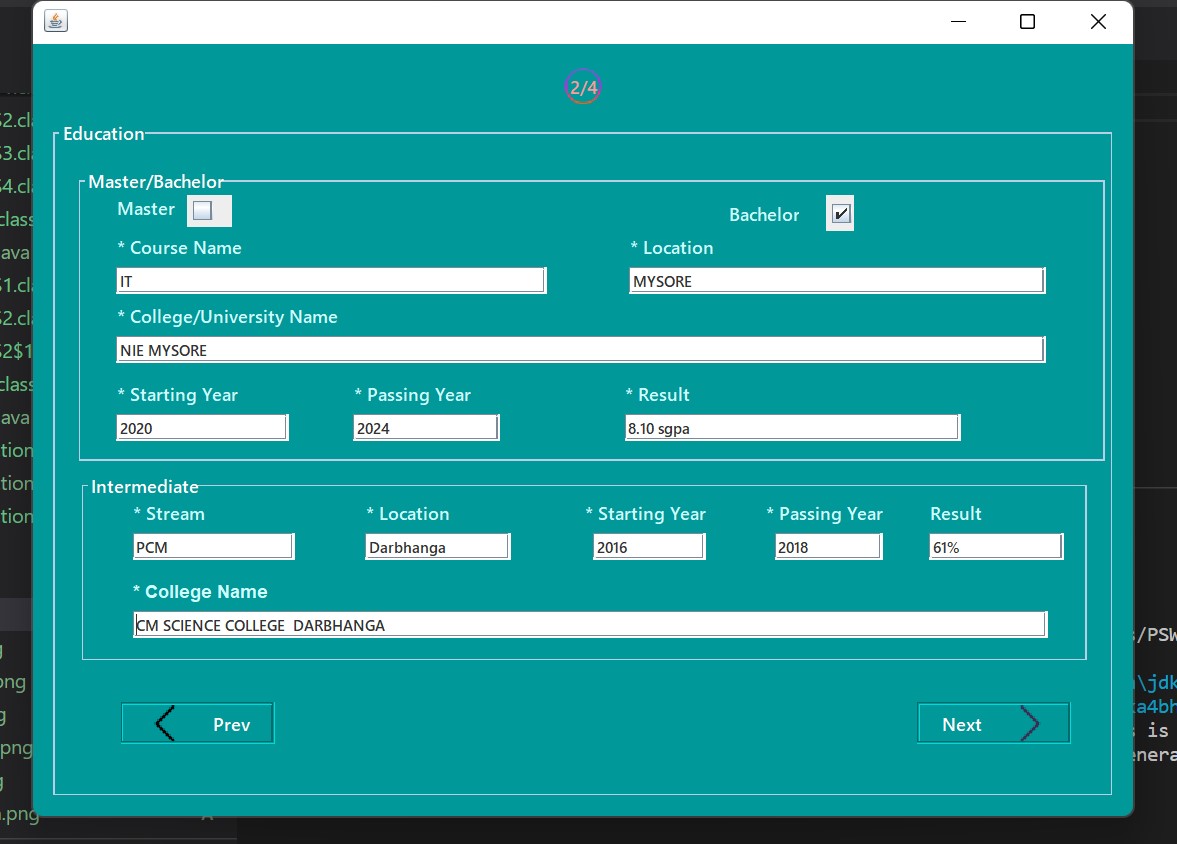 2/4
Education
Master/Bachelor
Master Bachelor
* Course Name * Location
IT MYSORE
* College/University Name
NIE MYSORE
* Starting Year * Passing Year * Result
2020 2024 8.10 sgpa
Intermediate
* Stream * Location * Starting Year * Passing Year Result
PCM Darbhanga 2016 2018 61%
* College Name
CM SCIENCE COLLEGE DARBHANGA
Prev Next